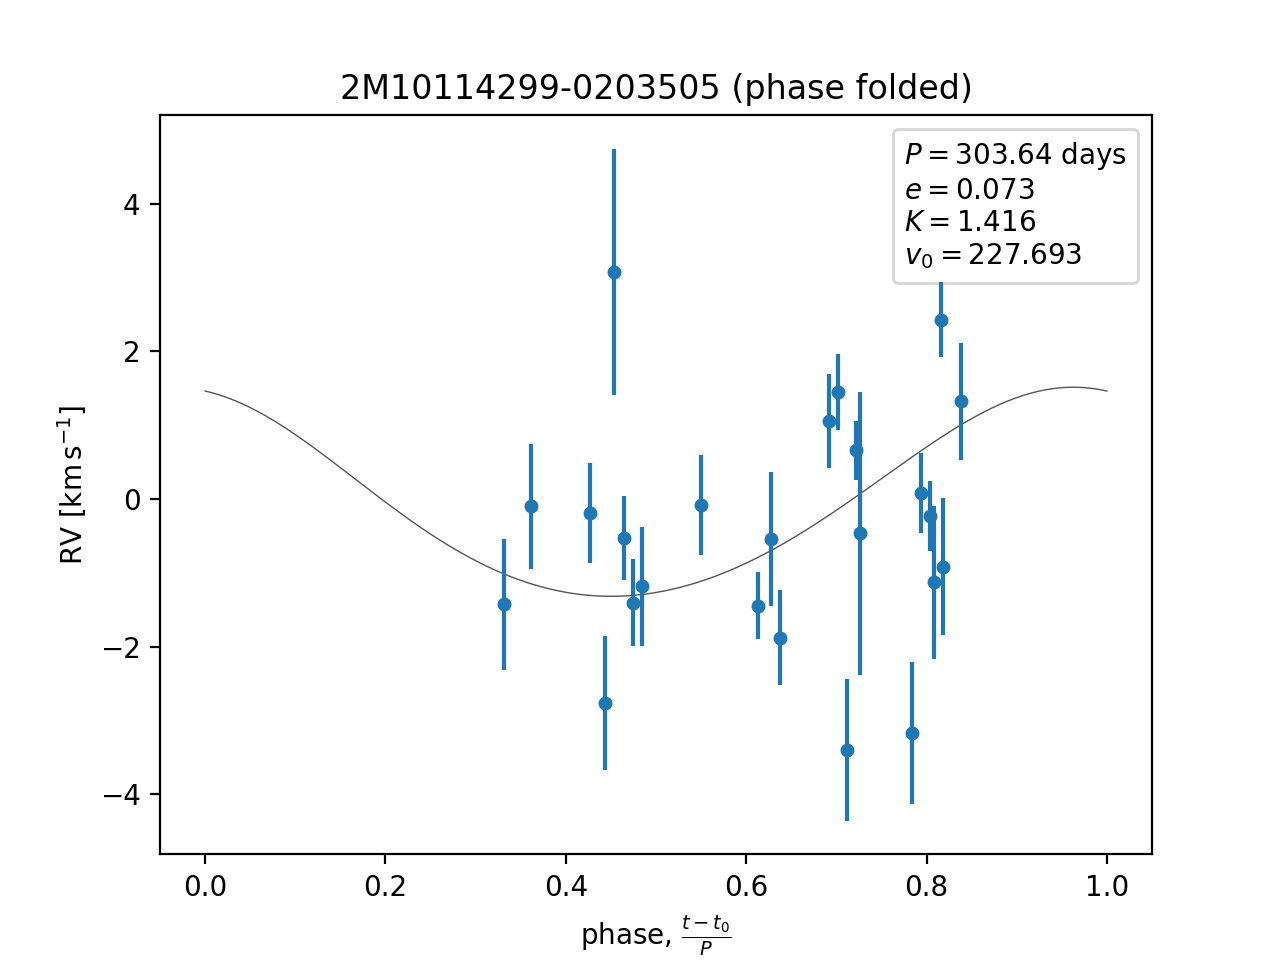 2M10114299-0203505 (phase folded)
P = 303.64 days
e = 0.073
K = 1.416
v₀ = 227.693
RV [km s⁻¹]
4
2
0
−2
−4
0.0 0.2 0.4 0.6 0.8 1.0
phase, (t − t₀)/P